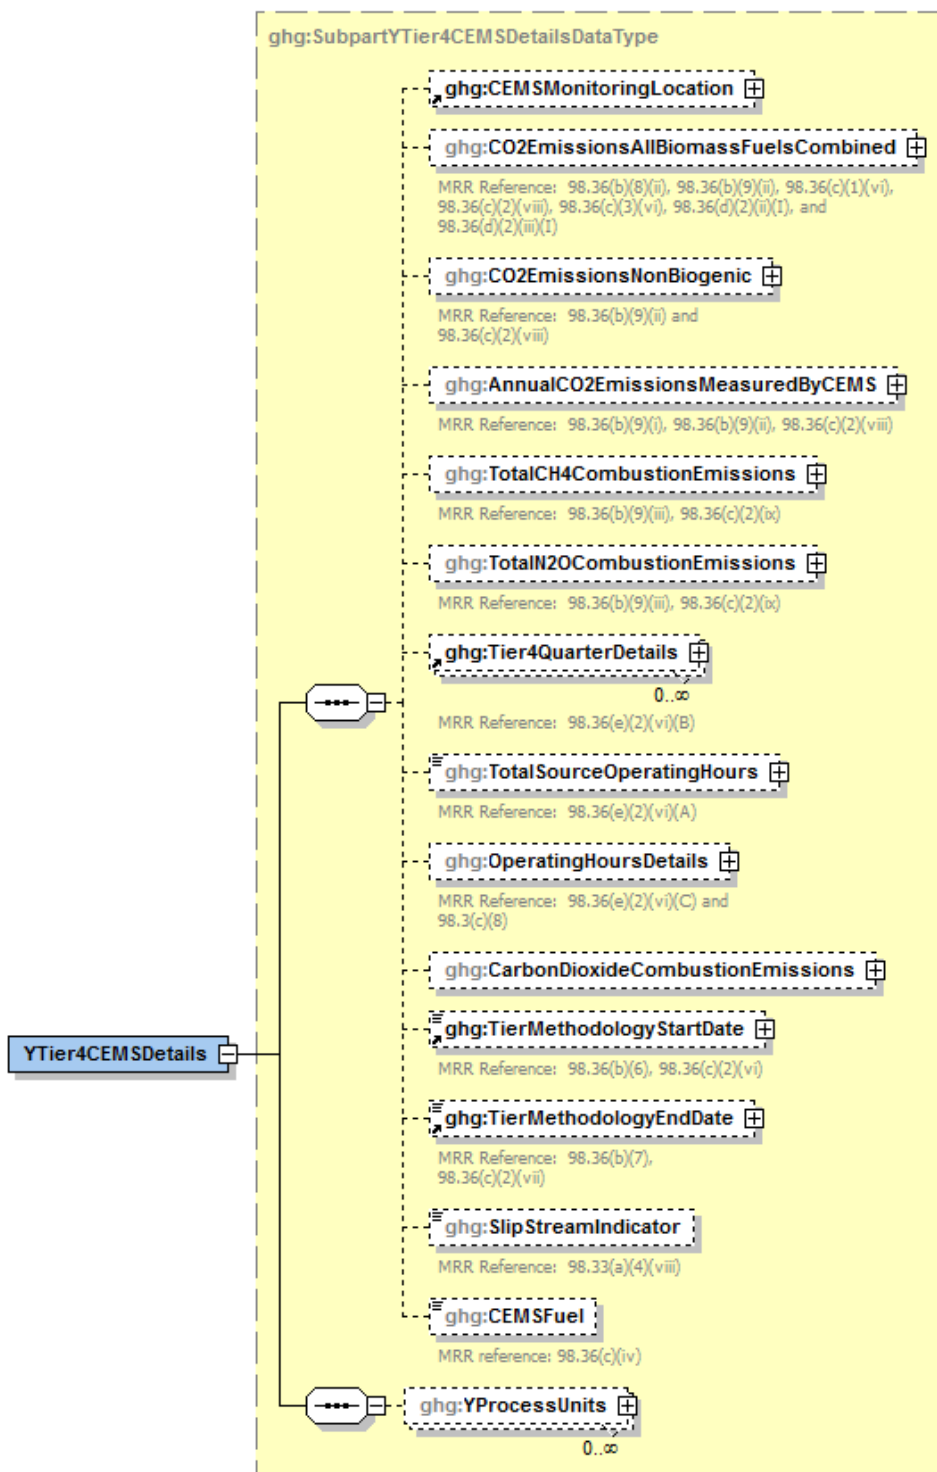 ghg:SubpartYTier4CEMSDetailsDataType
ghg:CEMSMonitoringLocation
ghg:CO2EmissionsAllBiomassFuelsCombined
MRR Reference: 98.36(b)(8)(ii), 98.36(b)(9)(ii), 98.36(c)(1)(vi),
98.36(c)(2)(viii), 98.36(c)(3)(vi), 98.36(d)(2)(ii)(I), and
98.36(d)(2)(iii)(I)
ghg:CO2EmissionsNonBiogenic
MRR Reference: 98.36(b)(9)(ii) and
98.36(c)(2)(viii)
ghg:AnnualCO2EmissionsMeasuredByCEMS
MRR Reference: 98.36(b)(9)(i), 98.36(b)(9)(ii), 98.36(c)(2)(viii)
ghg:TotalCH4CombustionEmissions
MRR Reference: 98.36(b)(9)(iii), 98.36(c)(2)(ix)
ghg:TotalN2OCombustionEmissions
MRR Reference: 98.36(b)(9)(iii), 98.36(c)(2)(ix)
ghg:Tier4QuarterDetails
0..∞
MRR Reference: 98.36(e)(2)(vi)(B)
ghg:TotalSourceOperatingHours
MRR Reference: 98.36(e)(2)(vi)(A)
ghg:OperatingHoursDetails
MRR Reference: 98.36(e)(2)(vi)(C) and
98.3(c)(8)
ghg:CarbonDioxideCombustionEmissions
ghg:TierMethodologyStartDate
YTier4CEMSDetails
MRR Reference: 98.36(b)(6), 98.36(c)(2)(vi)
ghg:TierMethodologyEndDate
MRR Reference: 98.36(b)(7),
98.36(c)(2)(vii)
ghg:SlipStreamIndicator
MRR Reference: 98.33(a)(4)(viii)
ghg:CEMSFuel
MRR reference: 98.36(c)(iv)
ghg:YProcessUnits
0..∞